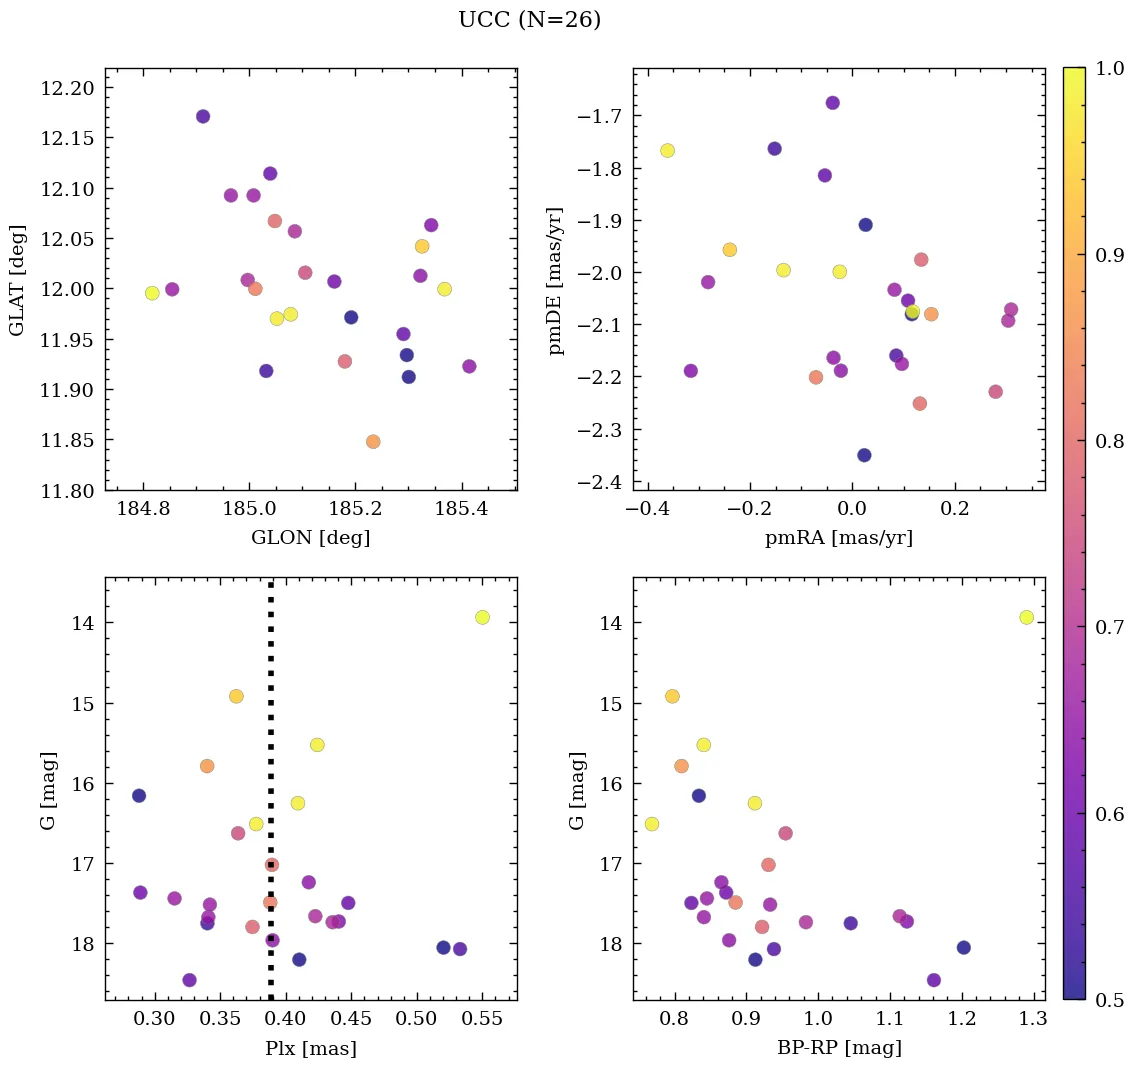 UCC (N=26)
12.20
12.15
12.10
12.05
12.00
11.95
11.90
11.85
11.80
GLAT [deg]
184.8 185.0 185.2 185.4
GLON [deg]
−1.7
−1.8
−1.9
−2.0
−2.1
−2.2
−2.3
−2.4
pmDE [mas/yr]
−0.4 −0.2 0.0 0.2
pmRA [mas/yr]
14
15
16
17
18
G [mag]
0.30 0.35 0.40 0.45 0.50 0.55
Plx [mas]
14
15
16
17
18
G [mag]
0.8 0.9 1.0 1.1 1.2 1.3
BP-RP [mag]
1.0
0.9
0.8
0.7
0.6
0.5